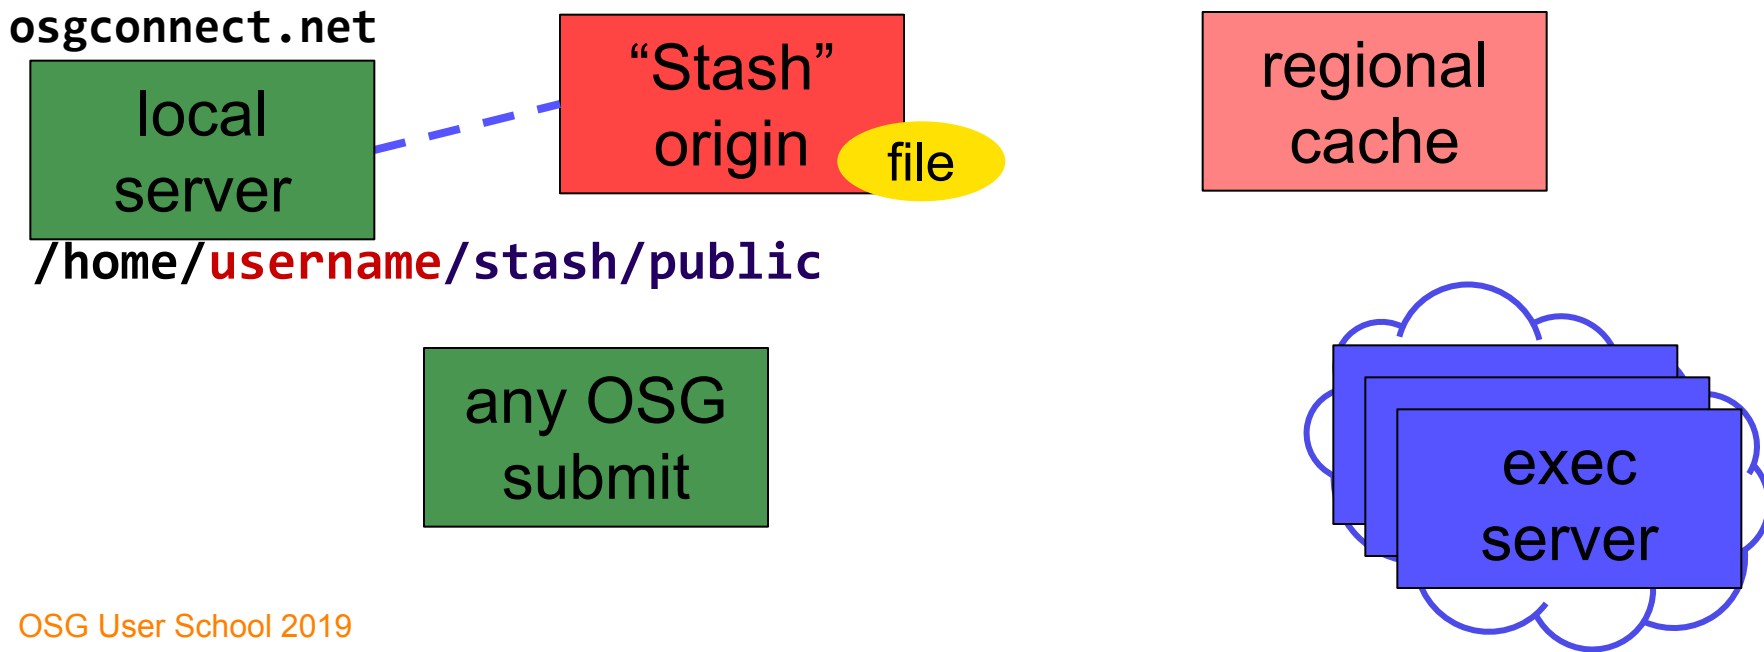 osgconnect.net
local
server
“Stash”
origin
file
regional
cache
/home/username/stash/public
any OSG
submit
exec
server
OSG User School 2019